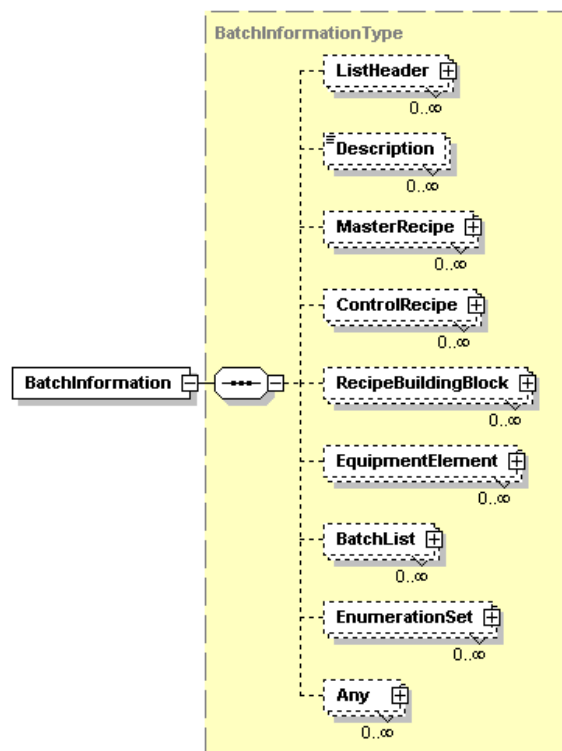 BatchInformationType
ListHeader
0..∞
Description
0..∞
MasterRecipe
0..∞
ControlRecipe
0..∞
BatchInformation
RecipeBuildingBlock
0..∞
EquipmentElement
0..∞
BatchList
0..∞
EnumerationSet
0..∞
Any
0..∞